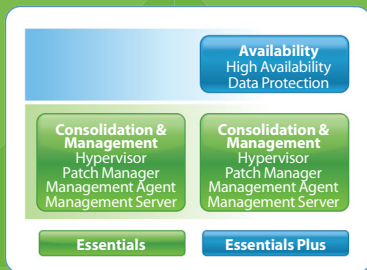 Availability
High Availability
Data Protection
Consolidation &
Management
Hypervisor
Patch Manager
Management Agent
Management Server
Consolidation &
Management
Hypervisor
Patch Manager
Management Agent
Management Server
Essentials
Essentials Plus